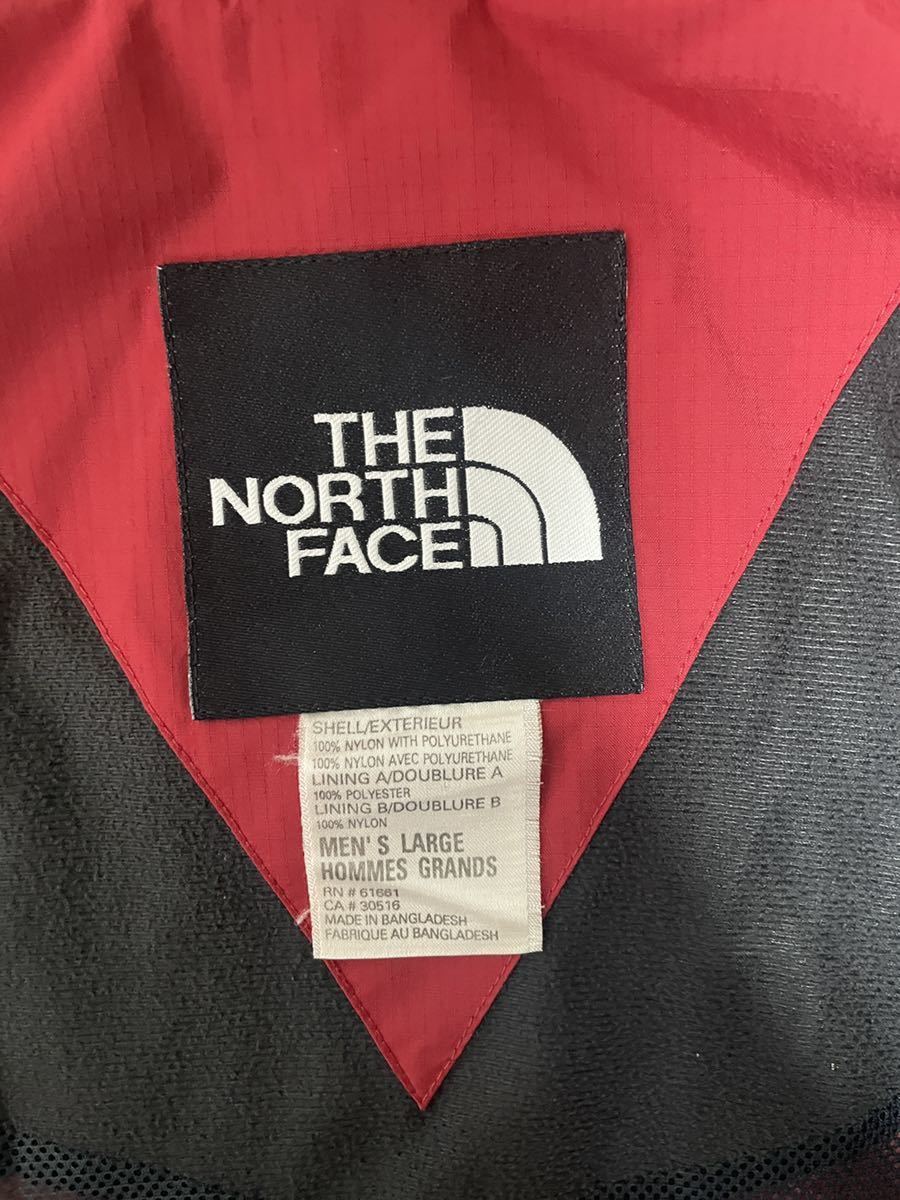 THE
NORTH
FACE
SHELL/EXTERIEUR
100% NYLON WITH POLYURETHANE
100% NYLON AVEC POLYURETHANE
LINING A/DOUBLURE A
100% POLYESTER
LINING B/DOUBLURE B
100% NYLON
MEN'S LARGE
HOMMES GRANDS
RN # 61661
CA # 30516
MADE IN BANGLADESH
FABRIQUE AU BANGLADESH